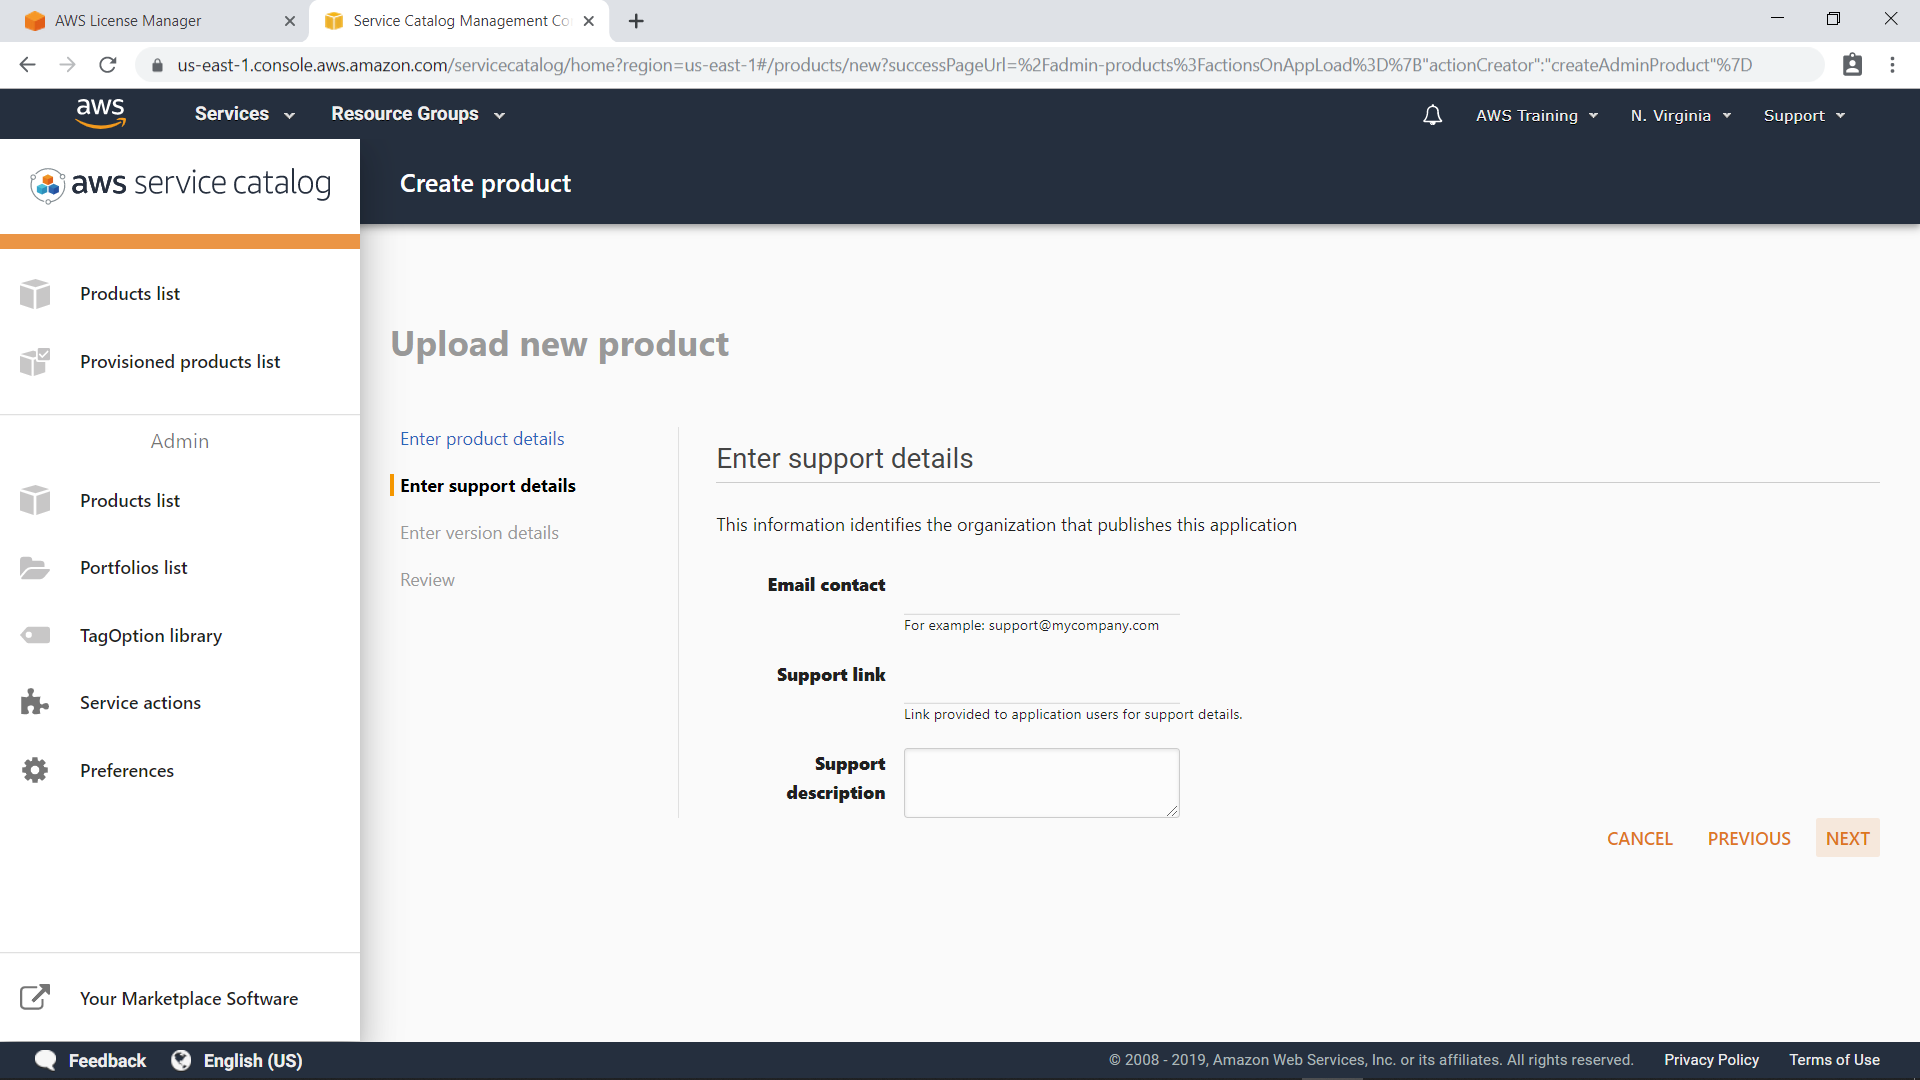 AWS License Manager
Service Catalog Management Co
us-east-1.console.aws.amazon.com/servicecatalog/home?region=us-east-1#/products/new?successPageUrl=%2Fadmin-products%3FactionsOnAppLoad%3D%7B"actionCreator":"createAdminProduct"%7D
aws
Services
Resource Groups
AWS Training
N. Virginia
Support
aws service catalog
Create product
Products list
Provisioned products list
Admin
Products list
Portfolios list
TagOption library
Service actions
Preferences
Your Marketplace Software
Upload new product
Enter product details
Enter support details
Enter version details
Review
Enter support details
This information identifies the organization that publishes this application
Email contact
For example: support@mycompany.com
Support link
Link provided to application users for support details.
Support
description
CANCEL
PREVIOUS
NEXT
Feedback
English (US)
© 2008 - 2019, Amazon Web Services, Inc. or its affiliates. All rights reserved.
Privacy Policy
Terms of Use